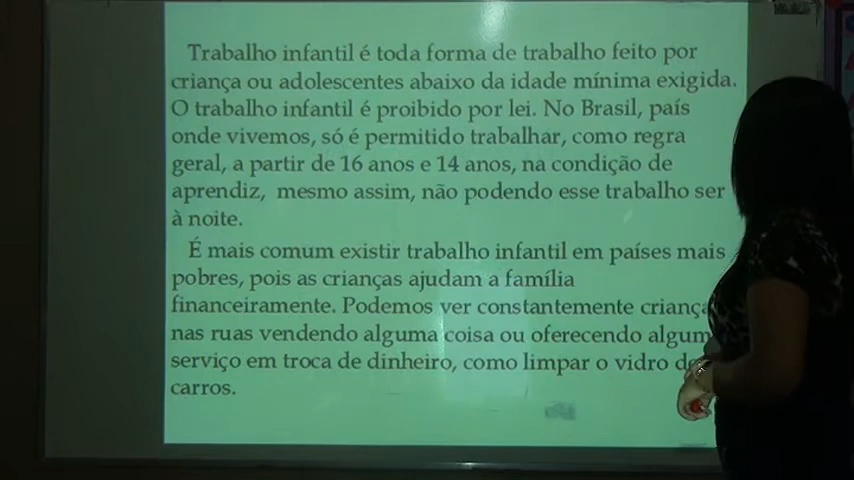 Trabalho infantil é toda forma de trabalho feito por
criança ou adolescentes abaixo da idade mínima exigida.
O trabalho infantil é proibido por lei. No Brasil, país
onde vivemos, só é permitido trabalhar, como regra
geral, a partir de 16 anos e 14 anos, na condição de
aprendiz, mesmo assim, não podendo esse trabalho ser
à noite.
É mais comum existir trabalho infantil em países mais
pobres, pois as crianças ajudam a família
financeiramente. Podemos ver constantemente
nas ruas vendendo alguma coisa ou oferecendo
serviço em troca de dinheiro, como limpar o vidro
carros.